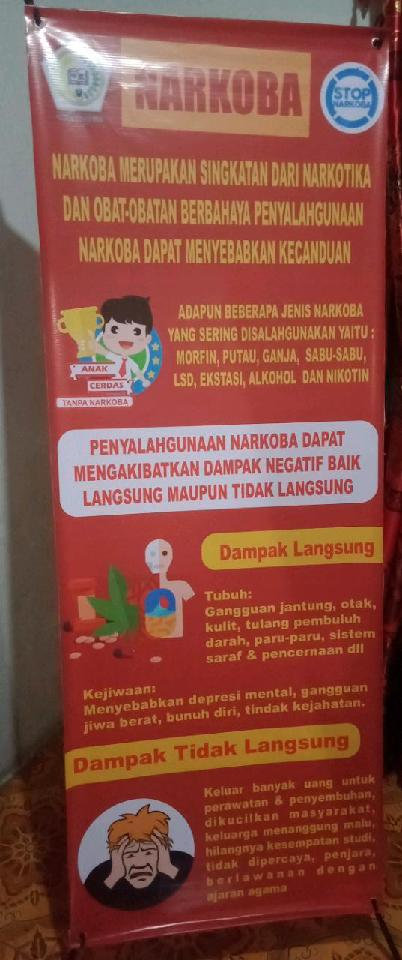 NARKOBA
STOP
NARKOBA
NARKOBA MERUPAKAN SINGKATAN DARI NARKOTIKA
DAN OBAT-OBATAN BERBAHAYA PENYALAHGUNAAN
NARKOBA DAPAT MENYEBABKAN KECANDUAN
ADAPUN BEBERAPA JENIS NARKOBA
YANG SERING DISALAHGUNAKAN YAITU :
MORFIN, PUTAU, GANJA, SABU-SABU,
LSD, EKSTASI, ALKOHOL DAN NIKOTIN
ANAK
CERDAS
TANPA NARKOBA
PENYALAHGUNAAN NARKOBA DAPAT
MENGAKIBATKAN DAMPAK NEGATIF BAIK
LANGSUNG MAUPUN TIDAK LANGSUNG
Dampak Langsung
Tubuh:
Gangguan jantung, otak,
kulit, tulang pembuluh
darah, paru-paru, sistem
saraf & pencernaan dll
Kejiwaan:
Menyebabkan depresi mental, gangguan
jiwa berat, bunuh diri, tindak kejahatan.
Dampak Tidak Langsung
Keluar banyak uang untuk
perawatan & penyembuhan,
dikucilkan masyarakat,
keluarga menanggung malu,
hilangnya kesempatan studi,
tidak dipercaya, penjara,
berlawanan dengan
ajaran agama